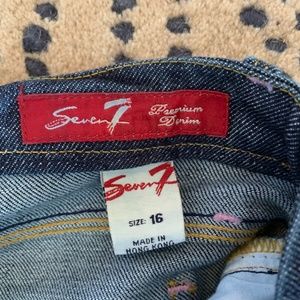 Seven7
Premium
Denim
Seven7
SIZE: 16
MADE IN
HONG KONG